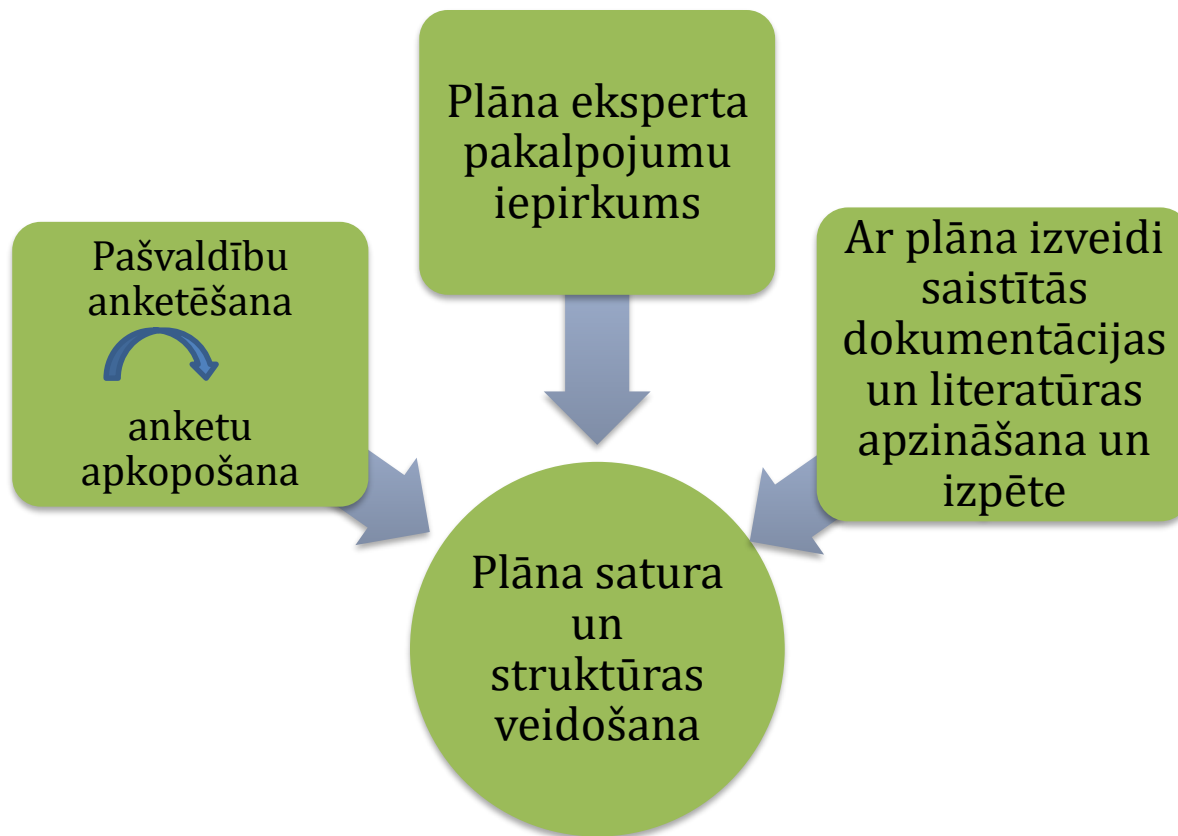 Plāna eksperta
pakalpojumu
iepirkums
Pašvaldību
anketēšana
anketu
apkopošana
Ar plāna izveidi
saistītās
dokumentācijas
un literatūras
apzināšana un
izpēte
Plāna satura
un
struktūras
veidošana